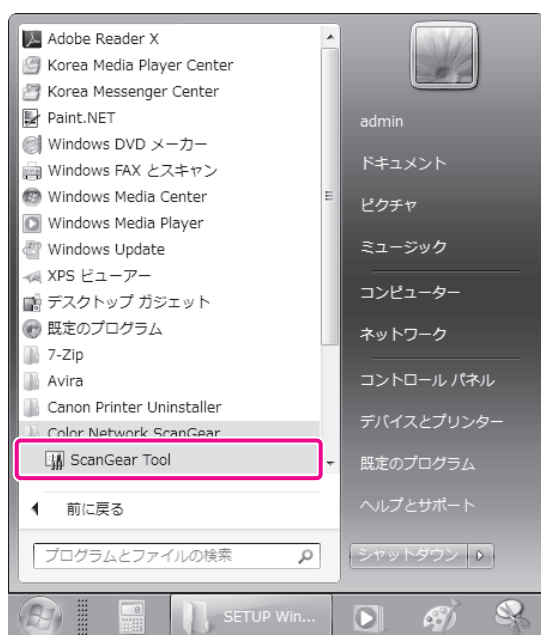 Adobe Reader X
Korea Media Player Center
Korea Messenger Center
Paint.NET
Windows DVD メーカー
Windows FAX とスキャン
Windows Media Center
Windows Media Player
Windows Update
XPS ビューアー
デスクトップ ガジェット
既定のプログラム
7-Zip
Avira
Canon Printer Uninstaller
Color Network ScanGear
ScanGear Tool
前に戻る
プログラムとファイルの検索
admin
ドキュメント
ピクチャ
ミュージック
コンピューター
ネットワーク
コントロール パネル
デバイスとプリンター
既定のプログラム
ヘルプとサポート
シャットダウン
SETUP Win...